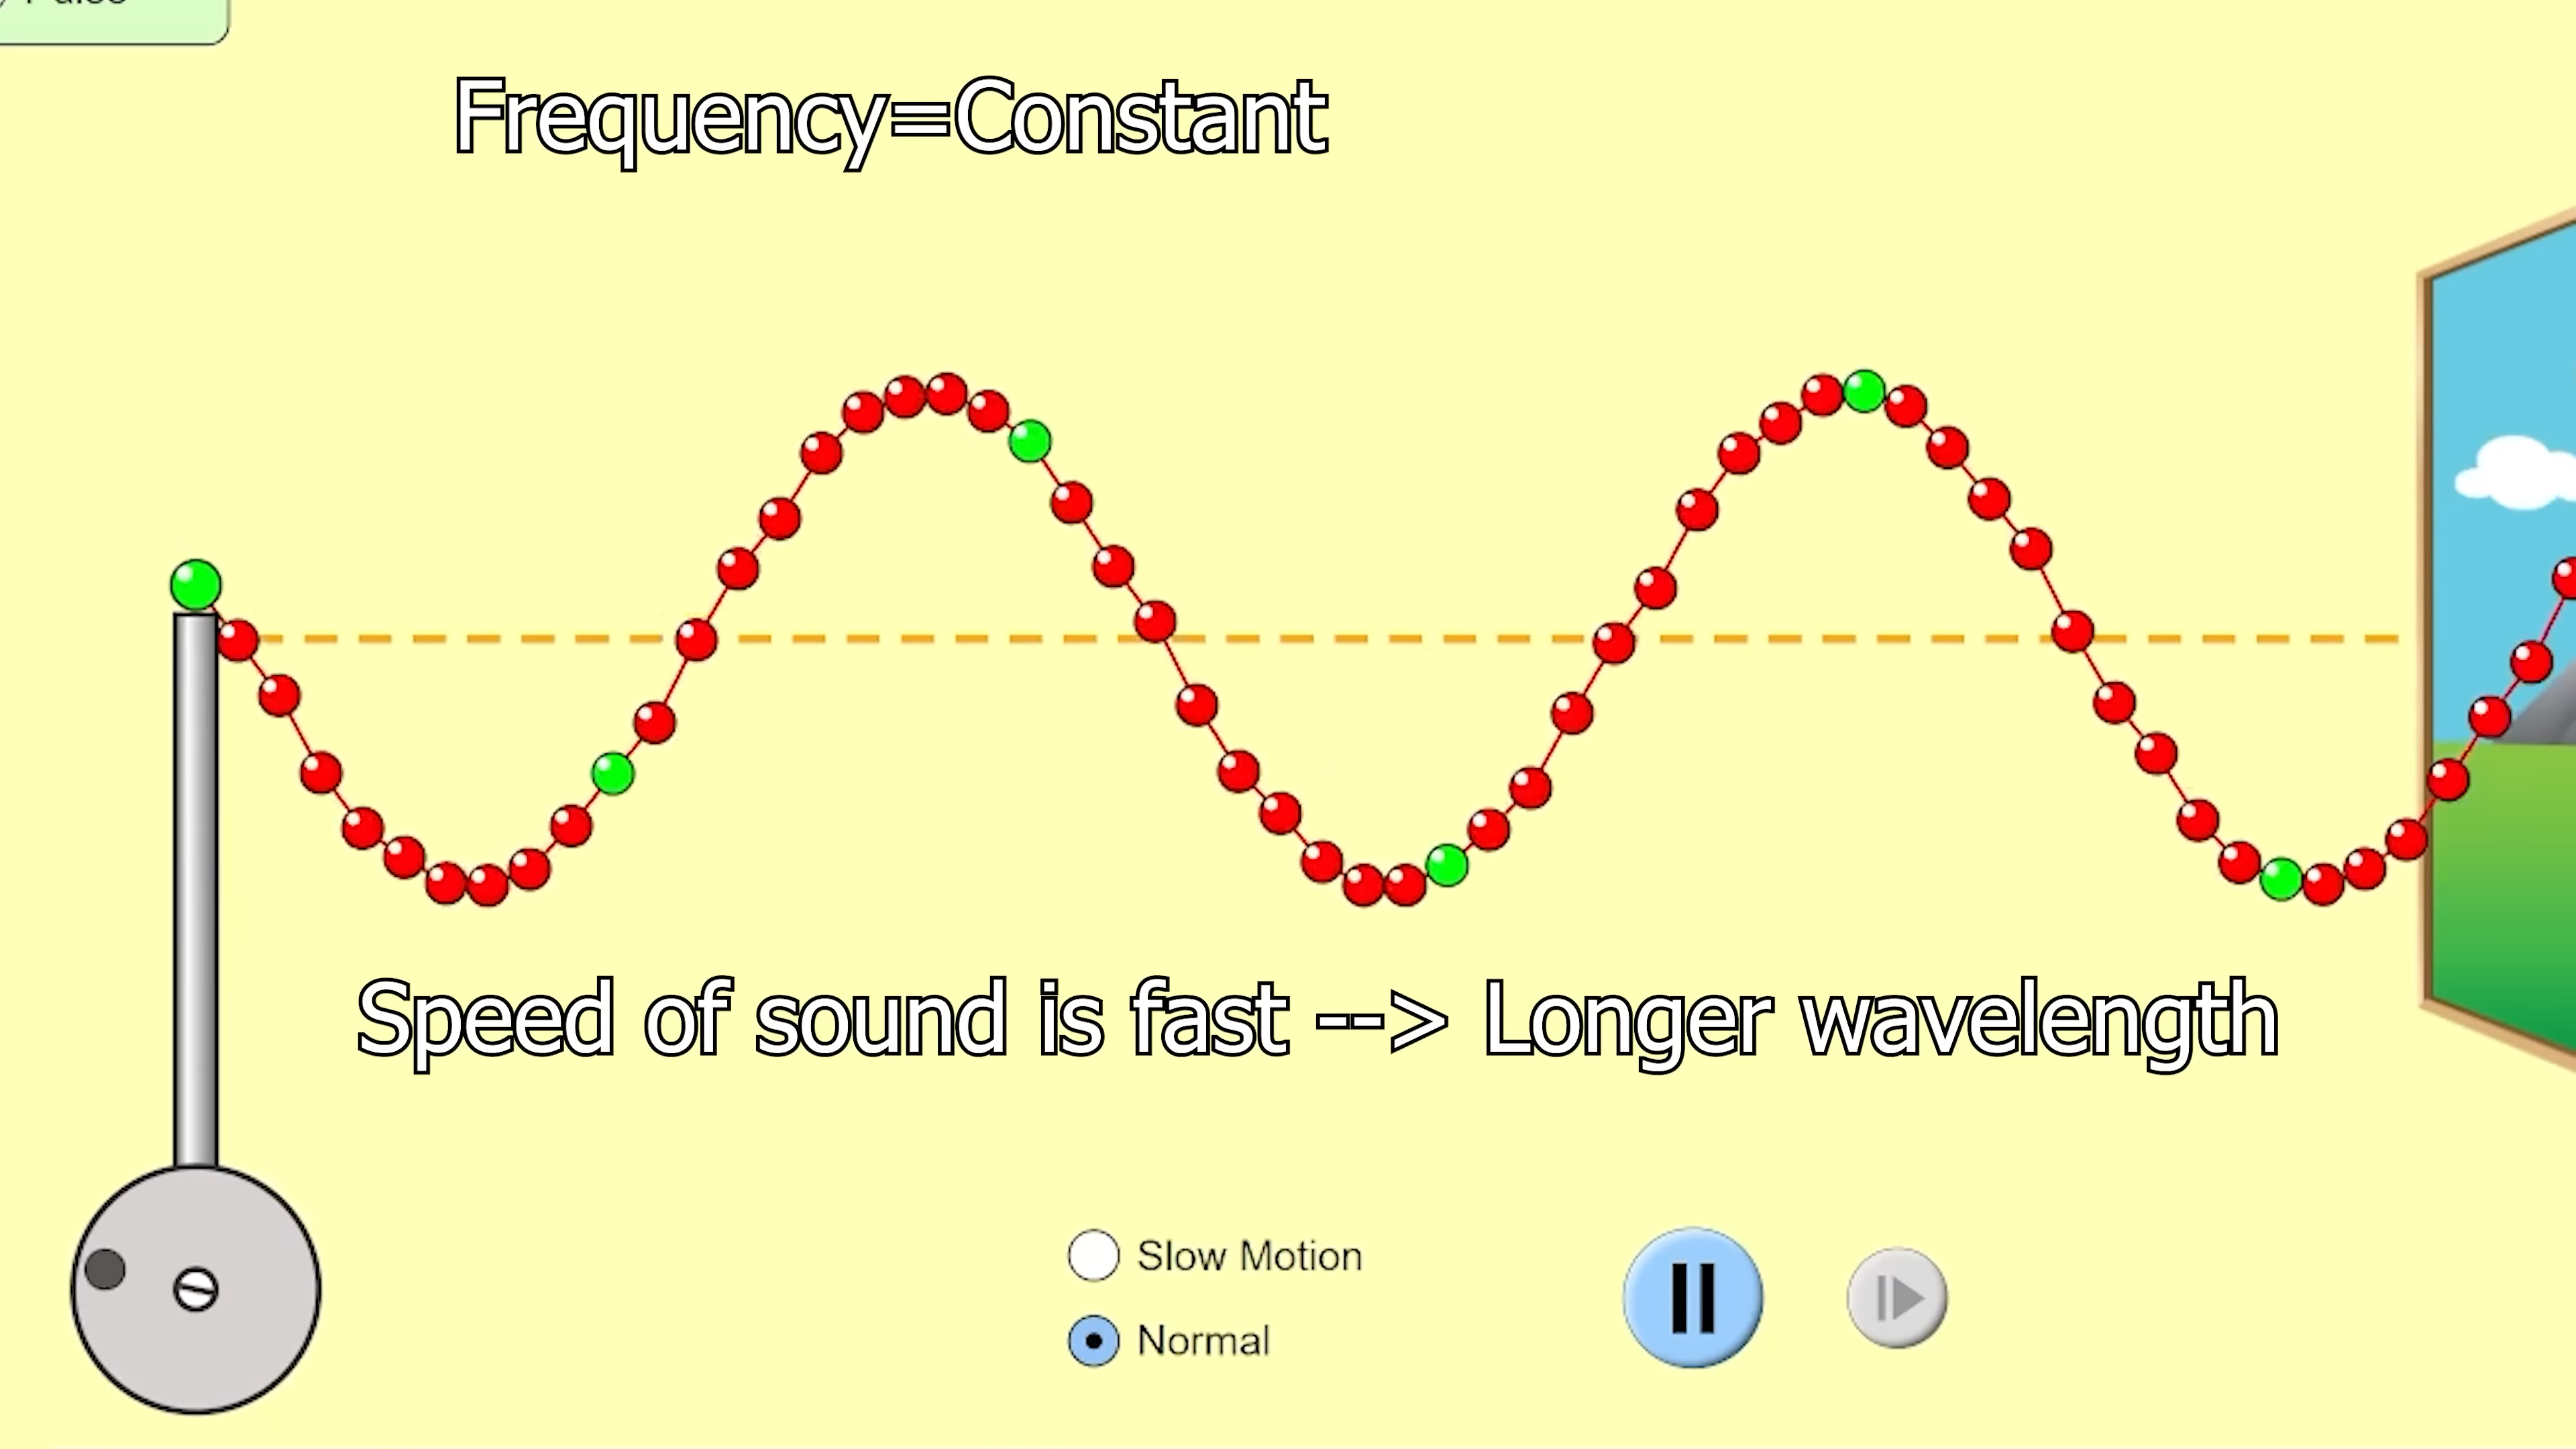 Frequency=Constant
Speed of sound is fast --> Longer wavelength
Slow Motion
Normal